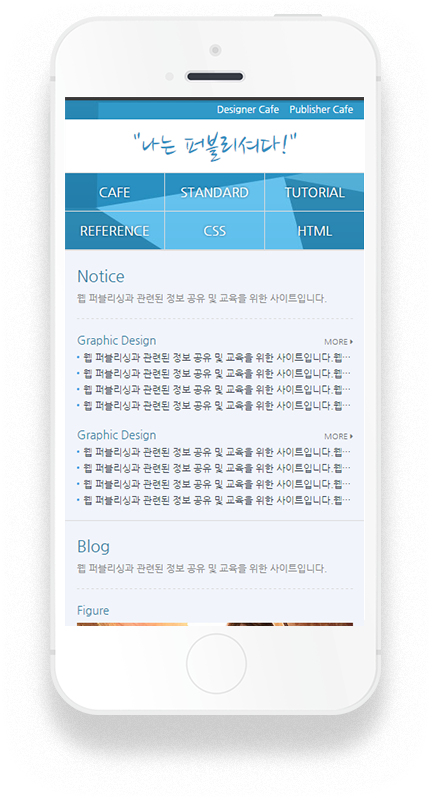 Designer Cafe Publisher Cafe
"나는 퍼블리셔다!"
CAFE STANDARD TUTORIAL
REFERENCE CSS HTML
Notice
웹 퍼블리싱과 관련된 정보 공유 및 교육을 위한 사이트입니다.
Graphic Design MORE
웹 퍼블리싱과 관련된 정보 공유 및 교육을 위한 사이트입니다.웹…
웹 퍼블리싱과 관련된 정보 공유 및 교육을 위한 사이트입니다.웹…
웹 퍼블리싱과 관련된 정보 공유 및 교육을 위한 사이트입니다.웹…
웹 퍼블리싱과 관련된 정보 공유 및 교육을 위한 사이트입니다.웹…
Graphic Design MORE
웹 퍼블리싱과 관련된 정보 공유 및 교육을 위한 사이트입니다.웹…
웹 퍼블리싱과 관련된 정보 공유 및 교육을 위한 사이트입니다.웹…
웹 퍼블리싱과 관련된 정보 공유 및 교육을 위한 사이트입니다.웹…
웹 퍼블리싱과 관련된 정보 공유 및 교육을 위한 사이트입니다.웹…
Blog
웹 퍼블리싱과 관련된 정보 공유 및 교육을 위한 사이트입니다.
Figure